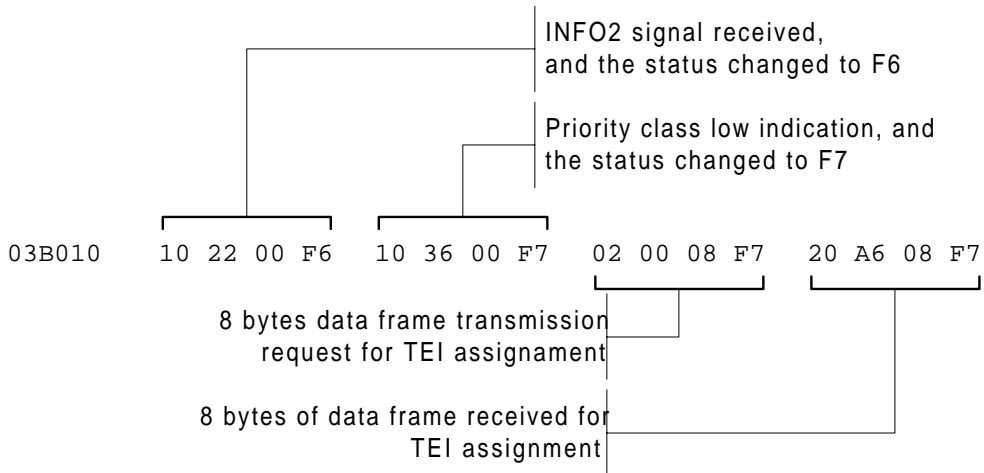 INFO2 signal received,
and the status changed to F6
Priority class low indication, and
the status changed to F7
03B010 10 22 00 F6 10 36 00 F7 02 00 08 F7 20 A6 08 F7
8 bytes data frame transmission
request for TEI assignament
8 bytes of data frame received for
TEI assignment